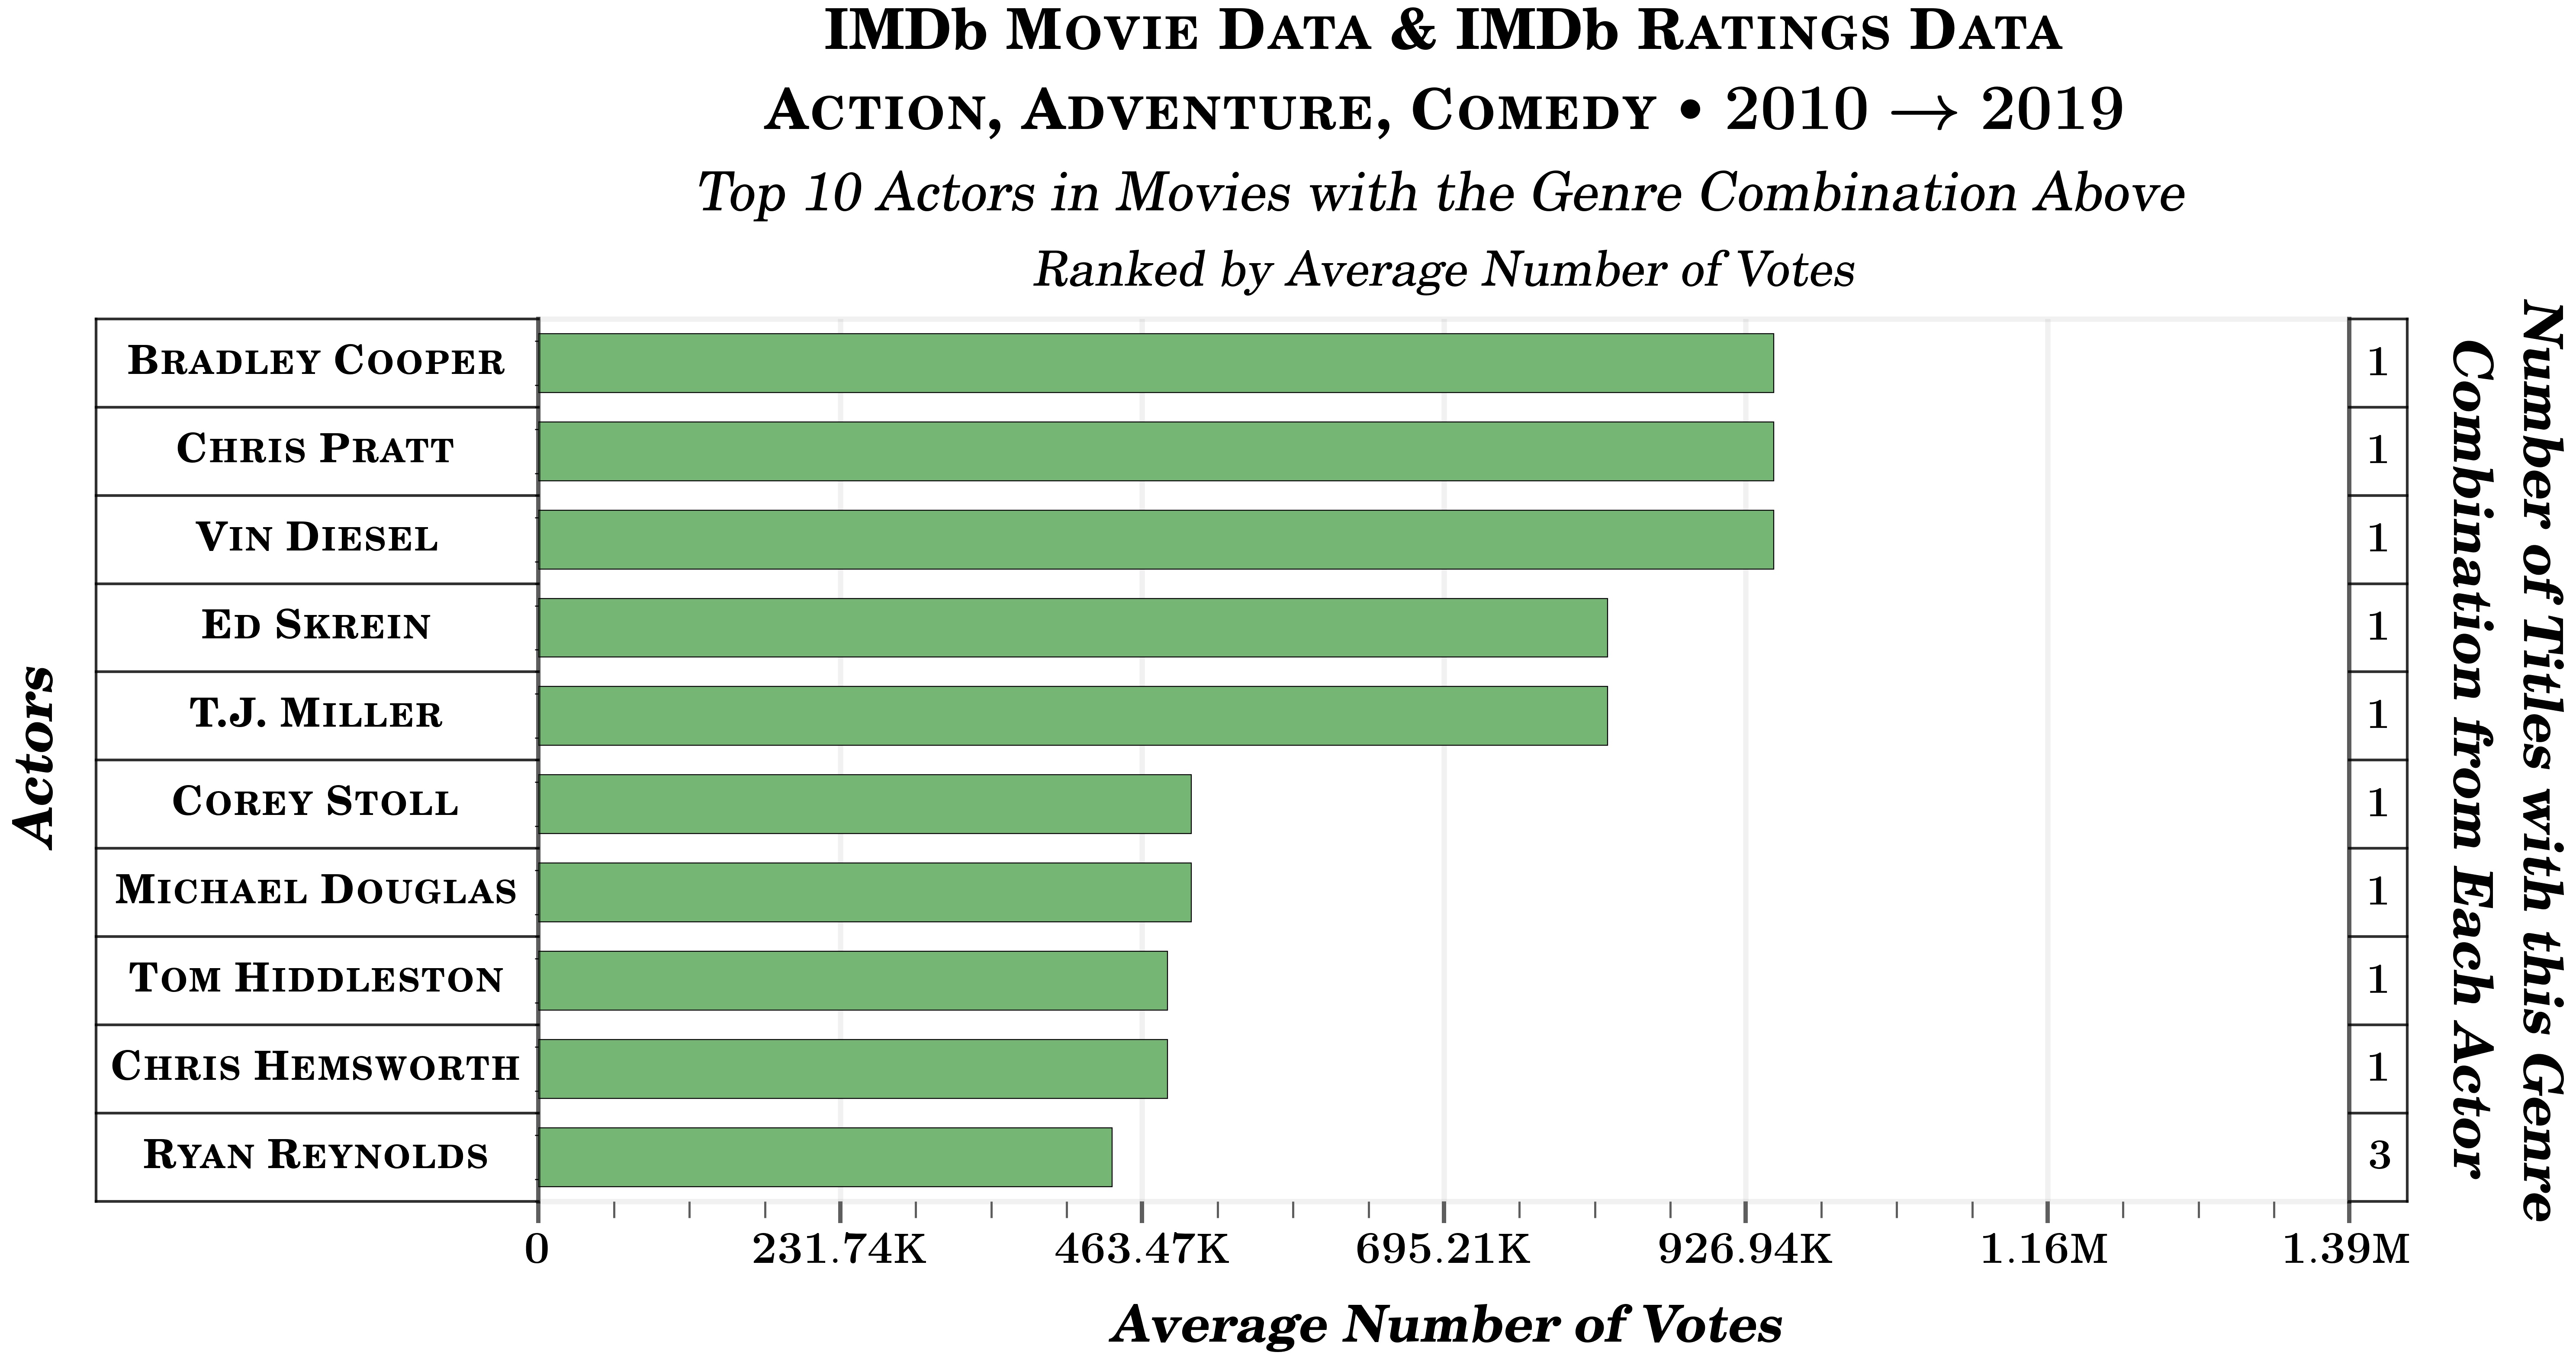 IMDb Movie Data & IMDb Ratings Data
Action, Adventure, Comedy • 2010 → 2019
Top 10 Actors in Movies with the Genre Combination Above
Ranked by Average Number of Votes
Actors
Bradley Cooper 1
Chris Pratt 1
Vin Diesel 1
Ed Skrein 1
T.J. Miller 1
Corey Stoll 1
Michael Douglas 1
Tom Hiddleston 1
Chris Hemsworth 1
Ryan Reynolds 3
Number of Titles with this Genre
Combination from Each Actor
0 231.74K 463.47K 695.21K 926.94K 1.16M 1.39M
Average Number of Votes